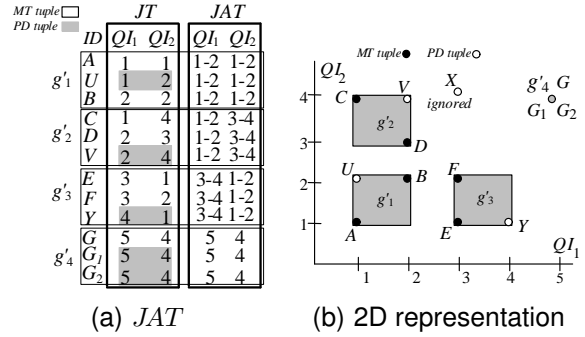 MT tuple
PD tuple
JT JAT
ID QI1 QI2 QI1 QI2
g'1
A 1 1 1-2 1-2
U 1 2 1-2 1-2
B 2 2 1-2 1-2
g'2
C 1 4 1-2 3-4
D 2 3 1-2 3-4
V 2 4 1-2 3-4
g'3
E 3 1 3-4 1-2
F 3 2 3-4 1-2
Y 4 1 3-4 1-2
g'4
G 5 4 5 4
G1 5 4 5 4
G2 5 4 5 4
(a) JAT
MT tuple PD tuple
QI2
4 C V X g'4 G
ignored G1 G2
g'2
3 D
2 U B F
g'1 g'3
1 A E Y
QI1
1 2 3 4 5
(b) 2D representation